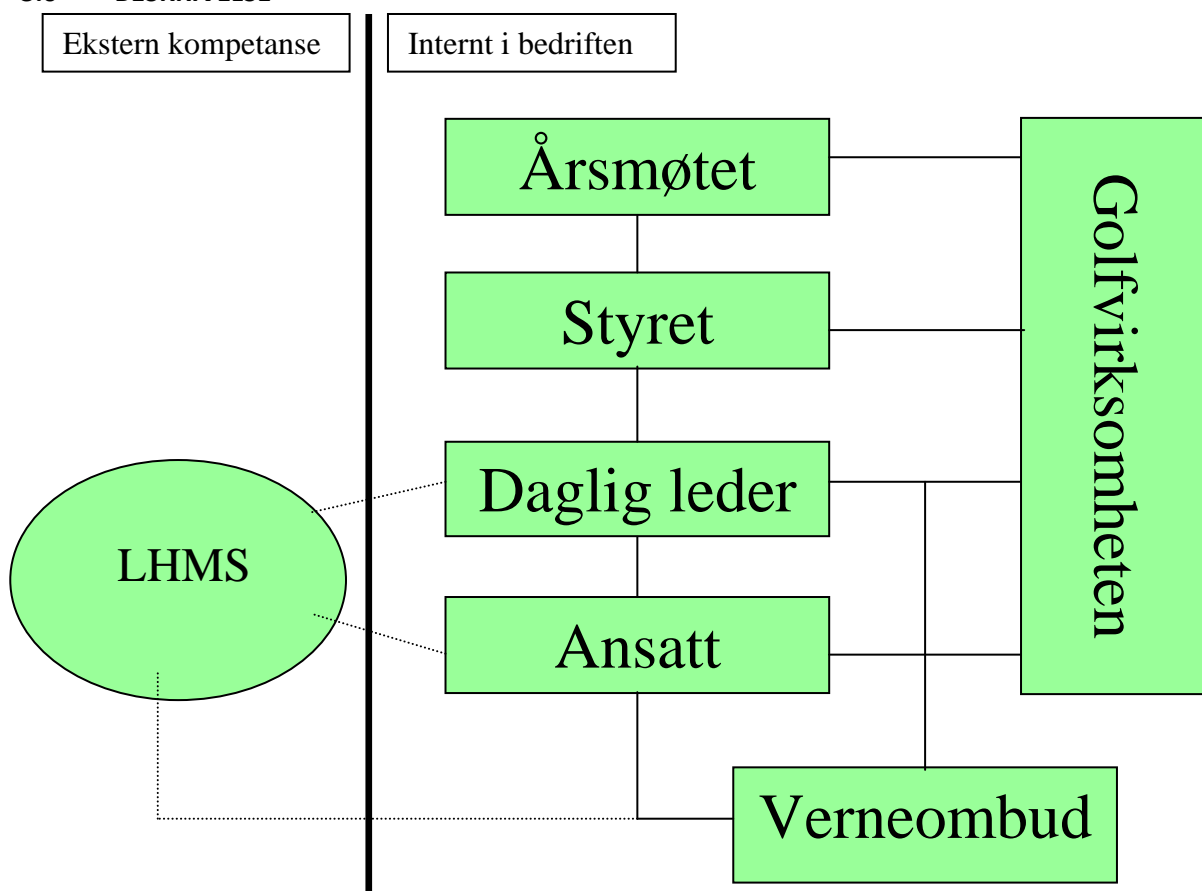 Ekstern kompetanse
Internt i bedriften
Årsmøtet
Styret
Daglig leder
Ansatt
LHMS
Verneombud
Golfvirksomheten